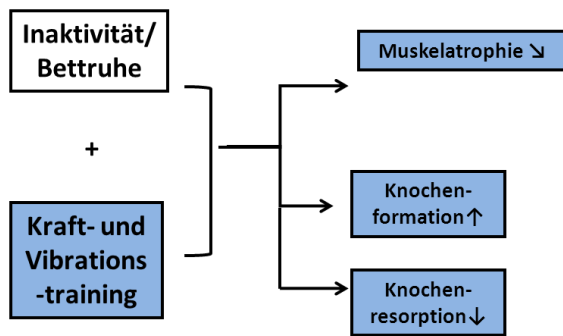 Inaktivität/
Bettruhe
+
Kraft- und
Vibrations
-training
Muskelatrophie ↘
Knochen-
formation↑
Knochen-
resorption↓